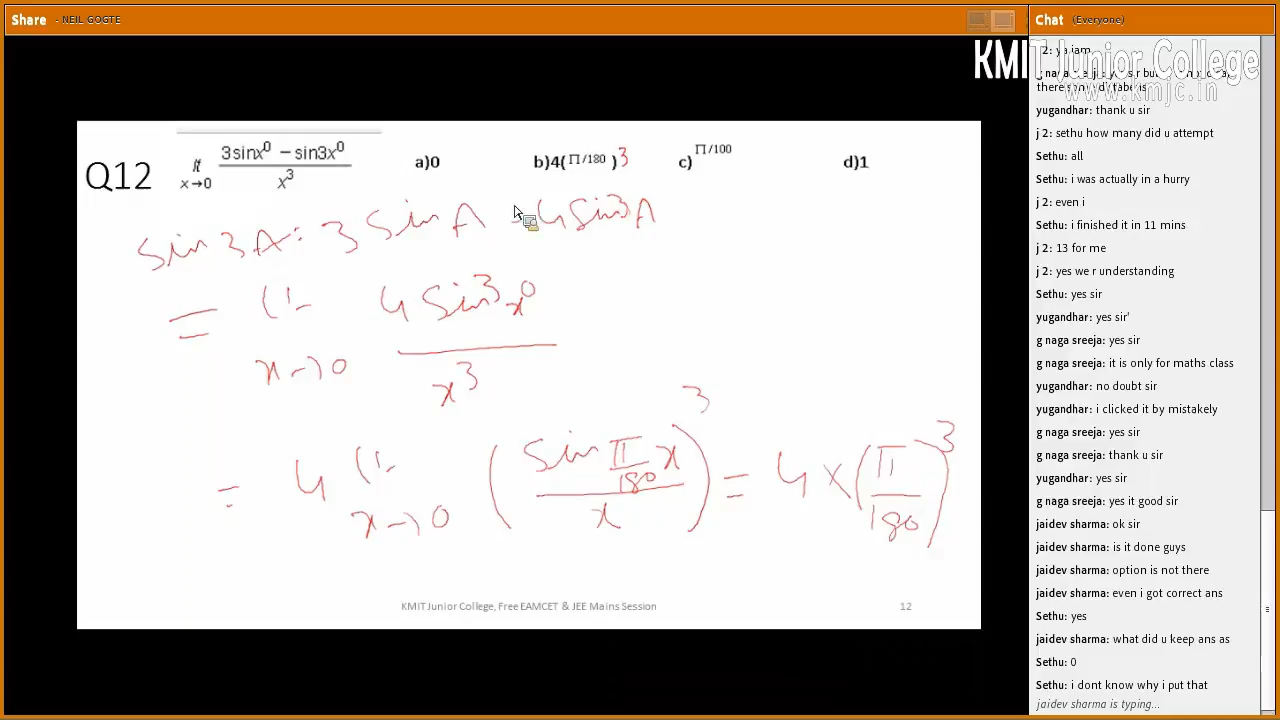 Share - NEIL GOGTE
Q12 lt x→0 3sinx⁰ – sin3x⁰ / x³ a)0 b)4(∏/180 )3 c)∏/100 d)1
Sin 3A = 3 Sin A - 4 Sin³A
= lt x→0 4 Sin³x⁰ / x³
= 4 lt x→0 (Sin π/180 x / x)³ = 4 × (π/180)³
KMIT Junior College, Free EAMCET & JEE Mains Session 12
Chat (Everyone)
KMIT Junior College
www.kmjc.in
yugandhar: thank u sir
j 2: sethu how many did u attempt
Sethu: all
Sethu: i was actually in a hurry
j 2: even i
Sethu: i finished it in 11 mins
j 2: 13 for me
j 2: yes we r understanding
Sethu: yes sir
yugandhar: yes sir'
g naga sreeja: yes sir
g naga sreeja: it is only for maths class
yugandhar: no doubt sir
yugandhar: i clicked it by mistakely
g naga sreeja: yes sir
g naga sreeja: thank u sir
yugandhar: yes sir
g naga sreeja: yes it good sir
jaidev sharma: ok sir
jaidev sharma: is it done guys
jaidev sharma: option is not there
jaidev sharma: even i got correct ans
Sethu: yes
jaidev sharma: what did u keep ans as
Sethu: 0
Sethu: i dont know why i put that
jaidev sharma is typing...